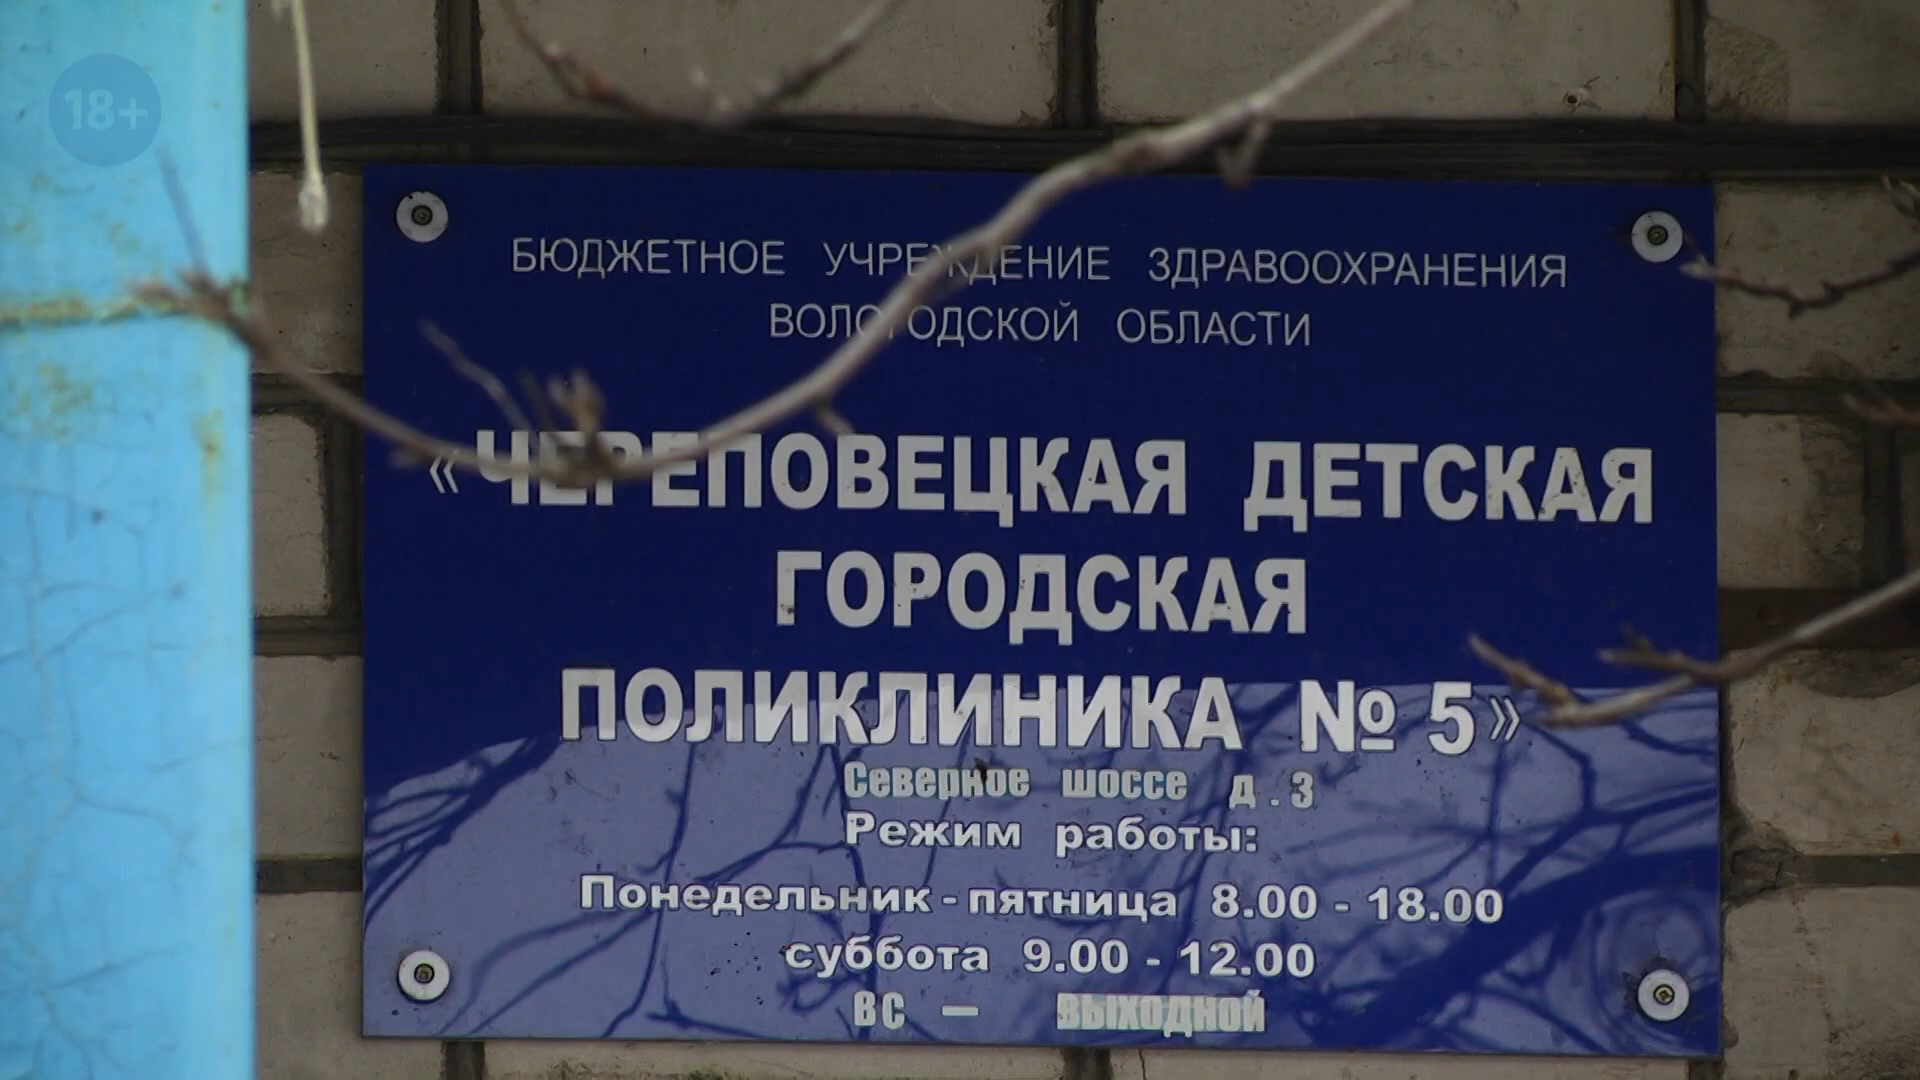 18+
БЮДЖЕТНОЕ УЧРЕЖДЕНИЕ ЗДРАВООХРАНЕНИЯ
ВОЛОГОДСКОЙ ОБЛАСТИ
«ЧЕРЕПОВЕЦКАЯ ДЕТСКАЯ
ГОРОДСКАЯ
ПОЛИКЛИНИКА № 5»
Северное шоссе д.3
Режим работы:
Понедельник - пятница 8.00 - 18.00
суббота 9.00 - 12.00
ВС — ВЫХОДНОЙ